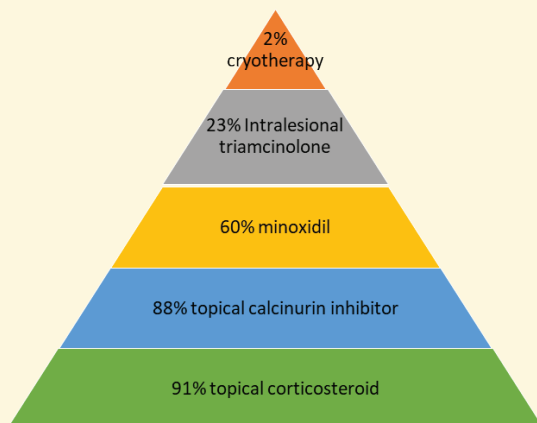 2%
cryotherapy
23% Intralesional
triamcinolone
60% minoxidil
88% topical calcinurin inhibitor
91% topical corticosteroid